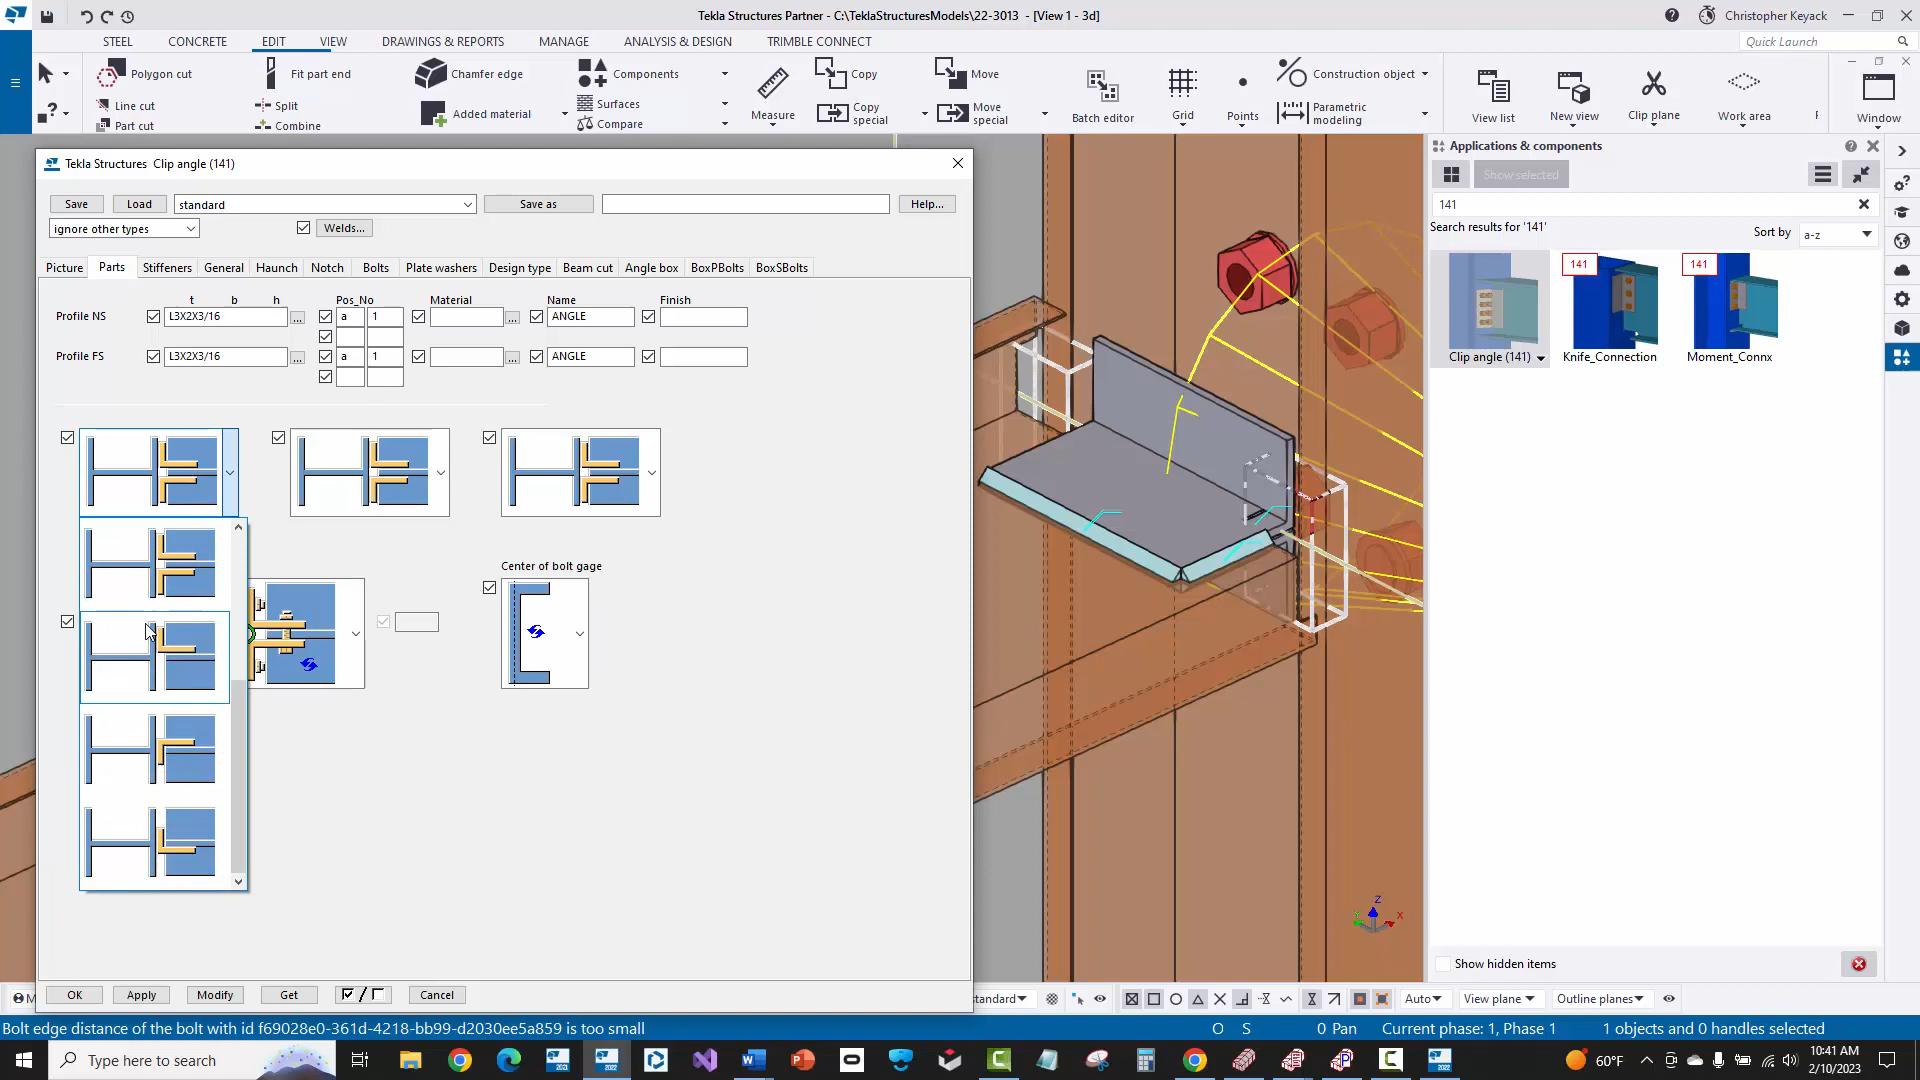 Tekla Structures Partner - C:\TeklaStructuresModels\22-3013 - [View 1 - 3d]
Christopher Keyack
STEEL CONCRETE EDIT VIEW DRAWINGS & REPORTS MANAGE ANALYSIS & DESIGN TRIMBLE CONNECT
Quick Launch
Polygon cut
Line cut
Part cut
Fit part end
Split
Combine
Chamfer edge
Added material
Components
Surfaces
Compare
Measure
Copy
Copy special
Move
Move special
Batch editor
Grid
Points
Construction object
Parametric modeling
View list
New view
Clip plane
Work area
Window
Tekla Structures Clip angle (141)
Save Load standard Save as Help...
ignore other types Welds...
Picture Parts Stiffeners General Haunch Notch Bolts Plate washers Design type Beam cut Angle box BoxPBolts BoxSBolts
t b h Pos_No Material Name Finish
Profile NS L3X2X3/16 ... a 1 ... ANGLE
Profile FS L3X2X3/16 ... a 1 ... ANGLE
Center of bolt gage
OK Apply Modify Get / Cancel
Applications & components
Show selected
141
Search results for '141'
Sort by a-z
141
141
Clip angle (141)
Knife_Connection
Moment_Connx
Show hidden items
Z
X
tandard
Auto
View plane
Outline planes
Bolt edge distance of the bolt with id f69028e0-361d-4218-bb99-d2030ee5a859 is too small
O S 0 Pan Current phase: 1, Phase 1 1 objects and 0 handles selected
Type here to search
60°F
10:41 AM
2/10/2023